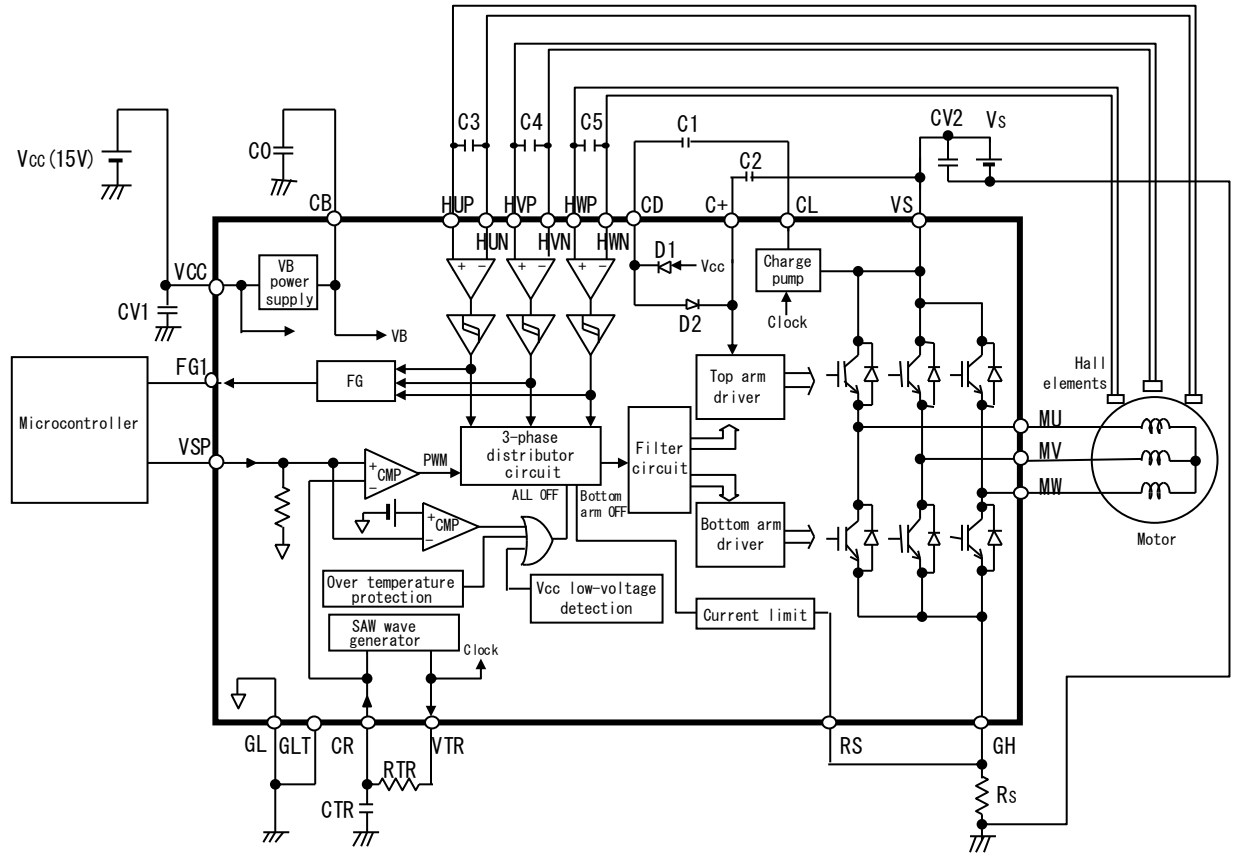 C3
C4
C5
C1
CV2
Vs
Vcc(15V)
C0
C2
CB
HUP
HVP
HWP
CD
C+
CL
VS
HUN
HVN
HWN
D1
Vcc
VCC
VB
power
supply
Charge
pump
+
−
+
−
+
−
CV1
VB
D2
Clock
FG1
FG
Top arm
driver
Hall
elements
Microcontroller
MU
3-phase
distributor
circuit
Filter
circuit
VSP
PWM
MV
+
−
CMP
ALL OFF
Bottom
arm OFF
MW
+
−
CMP
Bottom arm
driver
Motor
Over temperature
protection
Vcc low-voltage
detection
Current limit
SAW wave
generator
Clock
GL
GLT
CR
VTR
RS
GH
RTR
CTR
Rs